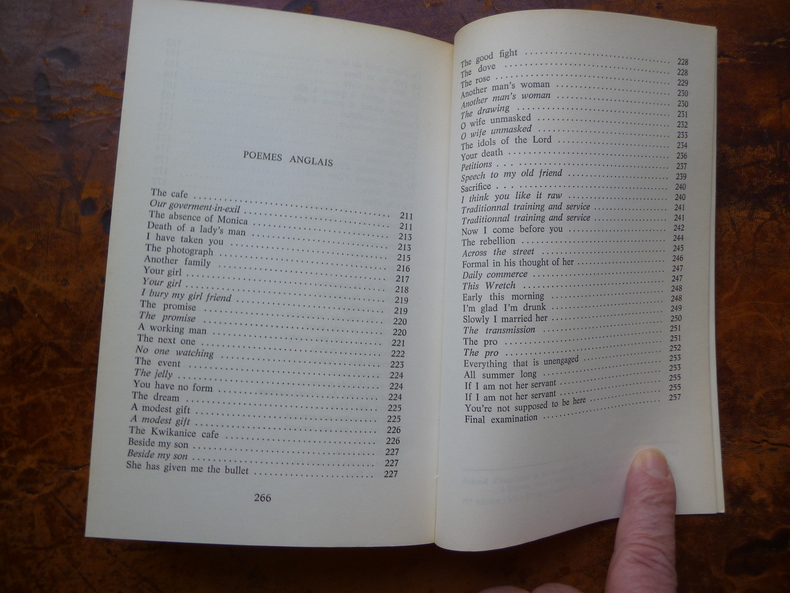 POEMES ANGLAIS
The cafe ........ 211
Our goverment-in-exil ........ 211
The absence of Monica ........ 213
Death of a lady's man ........ 213
I have taken you ........ 215
The photograph ........ 216
Another family ........ 217
Your girl ........ 218
Your girl ........ 219
I bury my girl friend ........ 219
The promise ........ 220
The promise ........ 220
A working man ........ 221
The next one ........ 222
No one watching ........ 223
The event ........ 224
The jelly ........ 224
You have no form ........ 224
The dream ........ 225
A modest gift ........ 225
A modest gift ........ 226
The Kwikanice cafe ........ 226
Beside my son ........ 227
Beside my son ........ 227
She has given me the bullet ........ 227
266
The good fight ........ 228
The dove ........ 228
The rose ........ 229
Another man's woman ........ 230
Another man's woman ........ 230
The drawing ........ 231
O wife unmasked ........ 232
O wife unmasked ........ 233
The idols of the Lord ........ 234
Your death ........ 236
Petitions ........ 237
Speech to my old friend ........ 239
Sacrifice ........ 240
I think you like it raw ........ 240
Traditionnal training and service ........ 241
Traditionnal training and service ........ 241
Now I come before you ........ 242
The rebellion ........ 244
Across the street ........ 245
Formal in his thought of her ........ 246
Daily commerce ........ 247
This Wretch ........ 247
Early this morning ........ 248
I'm glad I'm drunk ........ 248
Slowly I married her ........ 249
The transmission ........ 250
The pro ........ 251
The pro ........ 251
Everything that is unengaged ........ 252
All summer long ........ 253
If I am not her servant ........ 253
If I am not her servant ........ 255
You're not supposed to be here ........ 255
Final examination ........ 257